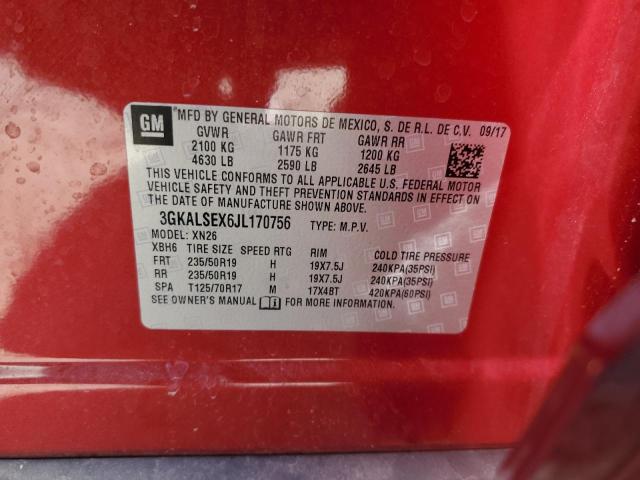 GM MFD BY GENERAL MOTORS DE MEXICO, S. DE R.L. DE C.V. 09/17
GVWR GAWR FRT GAWR RR
2100 KG 1175 KG 1200 KG
4630 LB 2590 LB 2645 LB
THIS VEHICLE CONFORMS TO ALL APPLICABLE U.S. FEDERAL MOTOR
VEHICLE SAFETY AND THEFT PREVENTION STANDARDS IN EFFECT ON
THE DATE OF MANUFACTURE SHOWN ABOVE.
3GKALSEX6JL170756 TYPE: M.P.V.
MODEL: XN26
XBH6 TIRE SIZE SPEED RTG RIM COLD TIRE PRESSURE
FRT 235/50R19 H 19X7.5J 240KPA(35PSI)
RR 235/50R19 H 19X7.5J 240KPA(35PSI)
SPA T125/70R17 M 17X4BT 420KPA(60PSI)
SEE OWNER'S MANUAL FOR MORE INFORMATION.